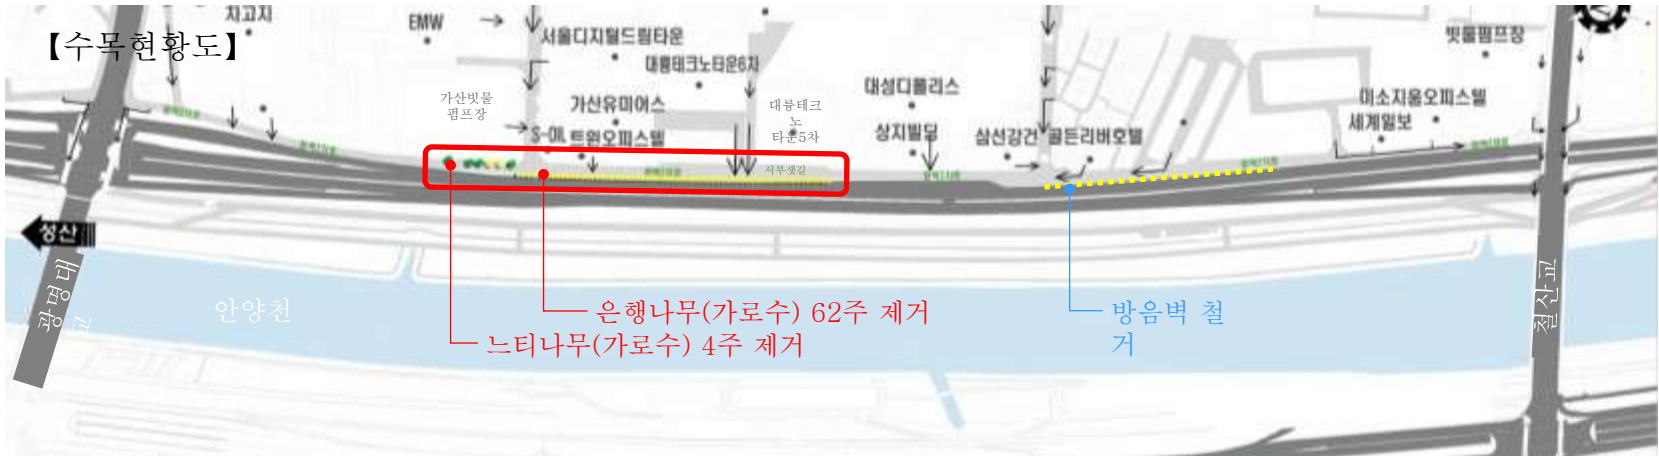 차고지
EMW
【수목현황도】
서울디지털드림타운
빗물펌프장
대륭테크노타운6차
대성디폴리스
미소지움오피스텔
가산빗물
펌프장
가산유미어스
대륭테크
노
타운5차
세계일보
S-OIL
트윈오피스텔
상지빌딩
삼선강건
골든리버호텔
서부샛길
성산
광명대
교
안양천
철산교
은행나무(가로수) 62주 제거
방음벽 철
거
느티나무(가로수) 4주 제거